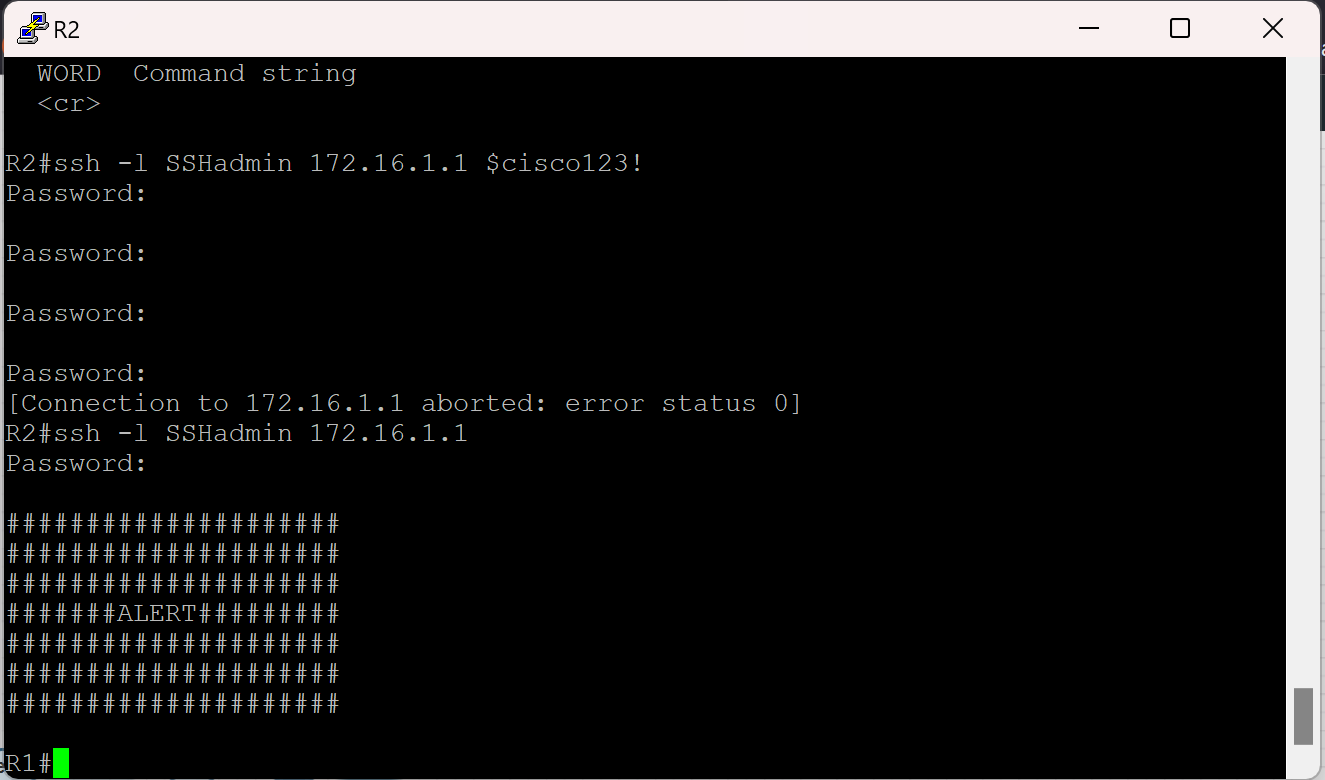 R2
WORD  Command string
<cr>
R2#ssh -l SSHadmin 172.16.1.1 $cisco123!
Password:
Password:
Password:
Password:
[Connection to 172.16.1.1 aborted: error status 0]
R2#ssh -l SSHadmin 172.16.1.1
Password:
#####################
#####################
#####################
#######ALERT#########
#####################
#####################
#####################
R1#